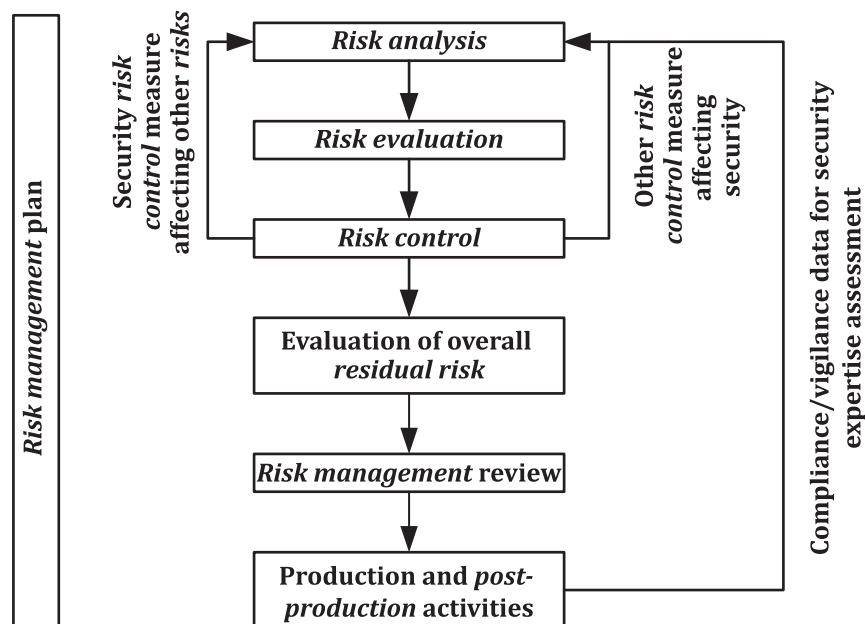 Risk management plan
Security risk
control measure
affecting other risks
Risk analysis
Risk evaluation
Risk control
Other risk
control measure
affecting
security
Evaluation of overall
residual risk
Risk management review
Production and post-
production activities
Compliance/vigilance data for security
expertise assessment